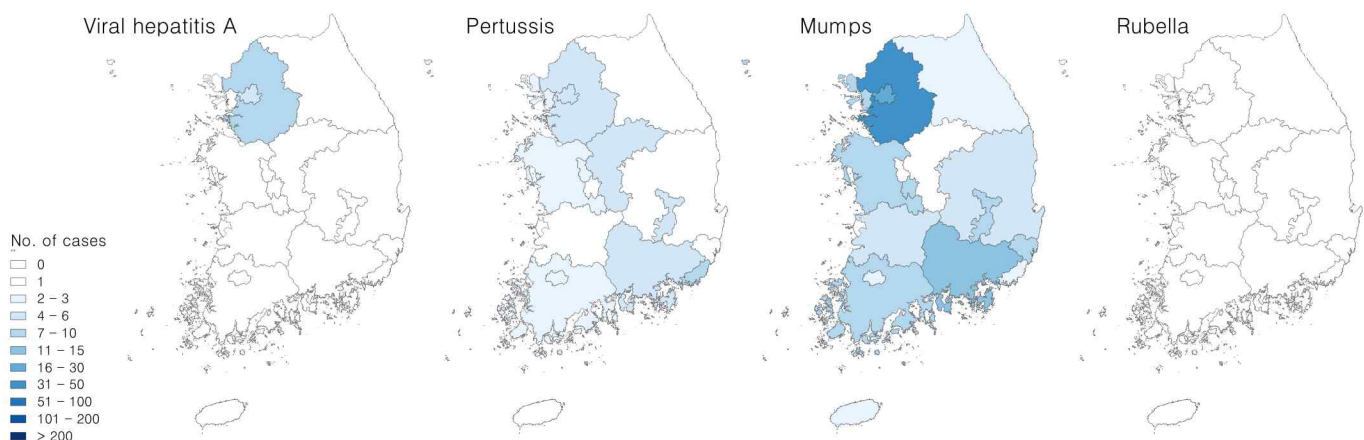 Viral hepatitis A
Pertussis
Mumps
Rubella
No. of cases
0
1
2 – 3
4 – 6
7 – 10
11 – 15
16 – 30
31 – 50
51 – 100
101 – 200
> 200